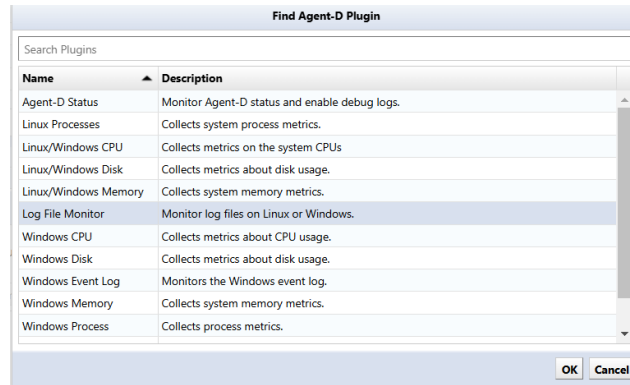 Find Agent-D Plugin
Search Plugins
Name Description
Agent-D Status Monitor Agent-D status and enable debug logs.
Linux Processes Collects system process metrics.
Linux/Windows CPU Collects metrics on the system CPUs
Linux/Windows Disk Collects metrics about disk usage.
Linux/Windows Memory Collects system memory metrics.
Log File Monitor Monitor log files on Linux or Windows.
Windows CPU Collects metrics about CPU usage.
Windows Disk Collects metrics about disk usage.
Windows Event Log Monitors the Windows event log.
Windows Memory Collects system memory metrics.
Windows Process Collects process metrics.
OK Cancel